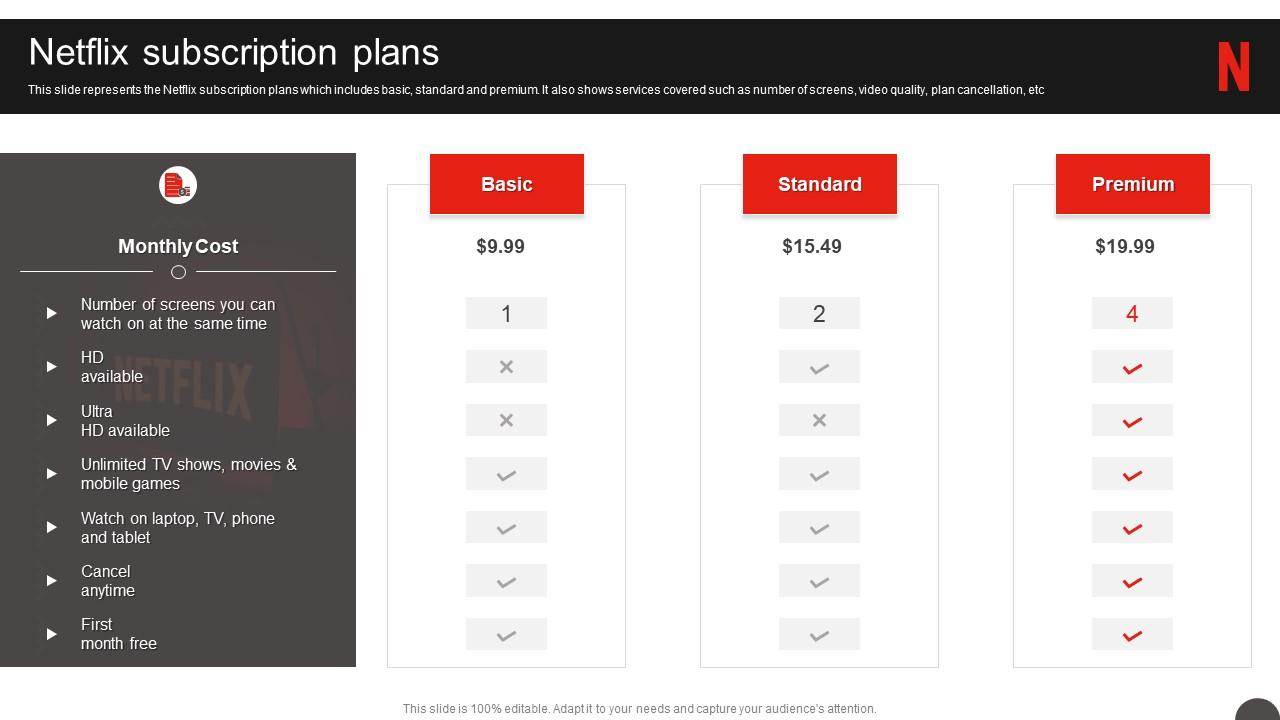 Netflix subscription plans
This slide represents the Netflix subscription plans which includes basic, standard and premium. It also shows services covered such as number of screens, video quality, plan cancellation, etc
N
Basic
Standard
Premium
Monthly Cost
$9.99
$15.49
$19.99
Number of screens you can
watch on at the same time
1
2
4
HD
available
NETFLIX
Ultra
HD available
Unlimited TV shows, movies &
mobile games
Watch on laptop, TV, phone
and tablet
Cancel
anytime
First
month free
This slide is 100% editable. Adapt it to your needs and capture your audience's attention.